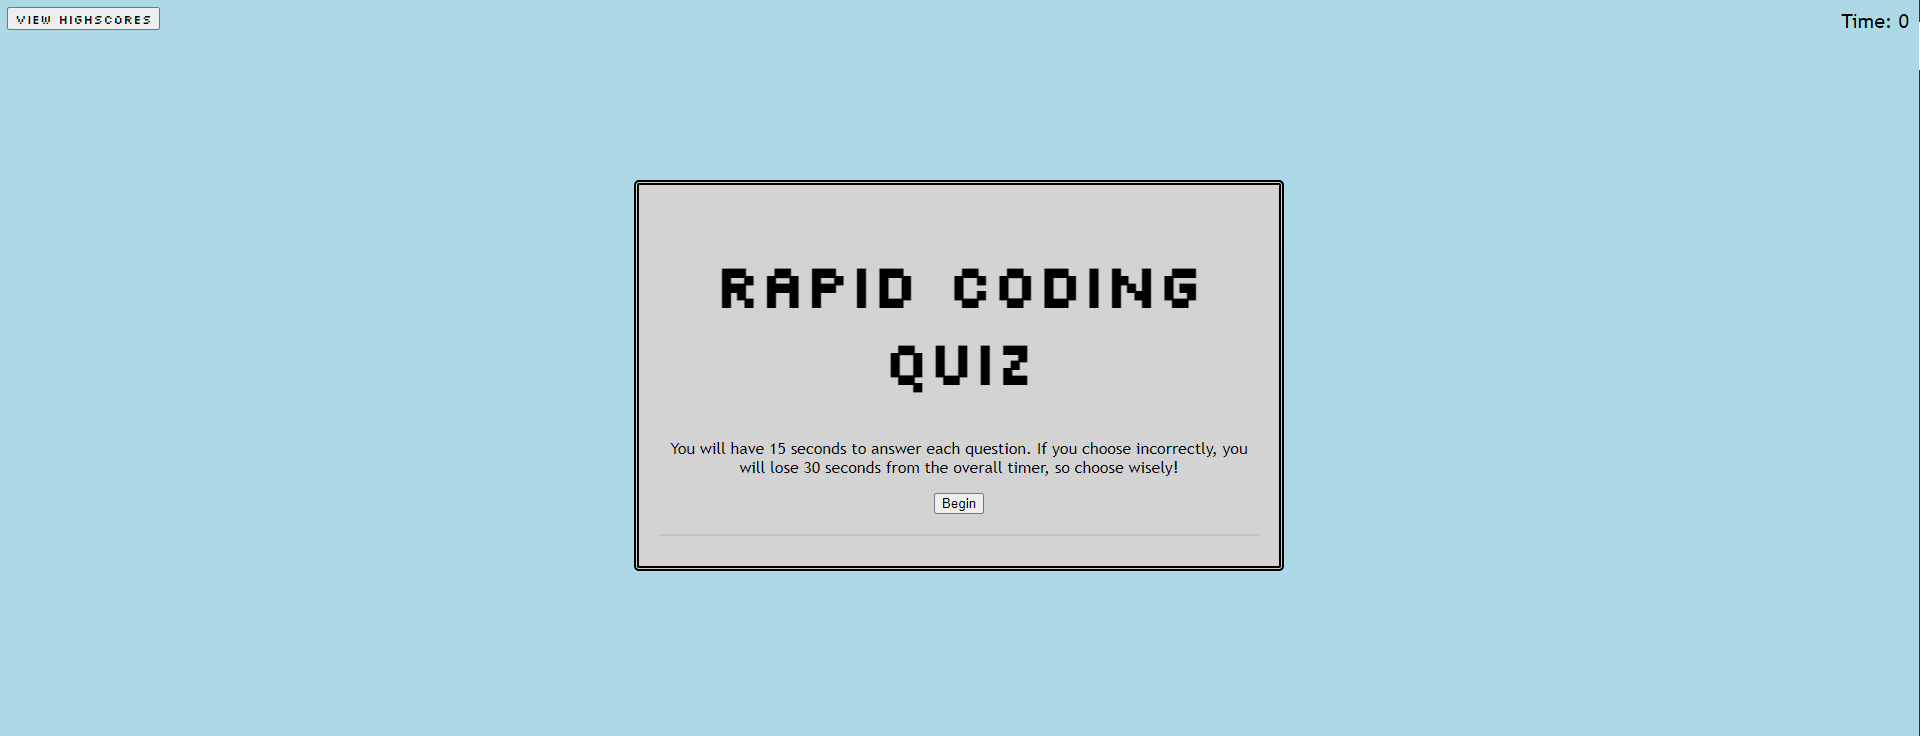 VIEW HIGHSCORES
Time: 0
RAPID CODING
QUIZ
You will have 15 seconds to answer each question. If you choose incorrectly, you
will lose 30 seconds from the overall timer, so choose wisely!
Begin